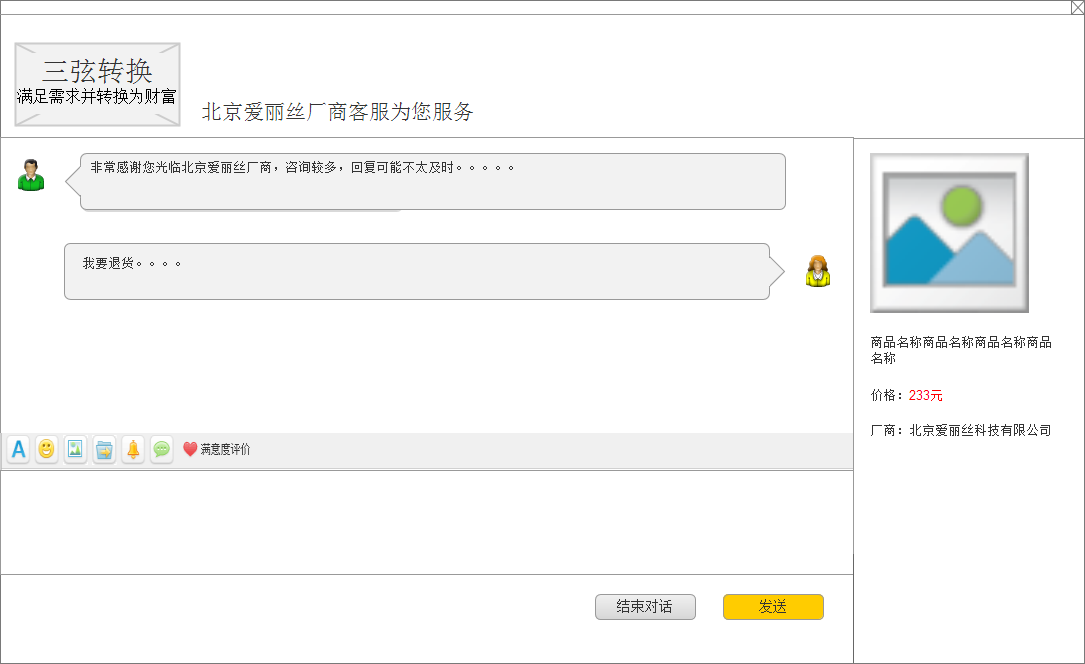 三弦转换
满足需求并转换为财富
北京爱丽丝厂商客服为您服务
非常感谢您光临北京爱丽丝厂商，咨询较多，回复可能不太及时。。。。。
我要退货。。。。
商品名称商品名称商品名称商品
名称
价格：233元
厂商：北京爱丽丝科技有限公司
A
满意度评价
结束对话
发送